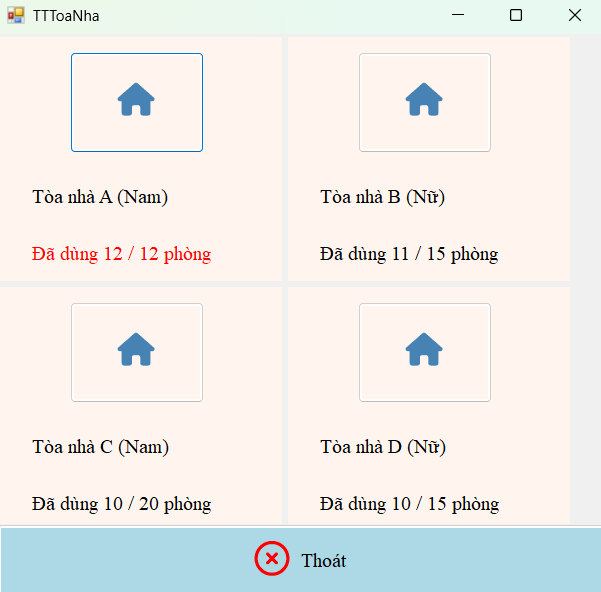 TTToaNha
Tòa nhà A (Nam)
Đã dùng 12 / 12 phòng
Tòa nhà B (Nữ)
Đã dùng 11 / 15 phòng
Tòa nhà C (Nam)
Đã dùng 10 / 20 phòng
Tòa nhà D (Nữ)
Đã dùng 10 / 15 phòng
Thoát